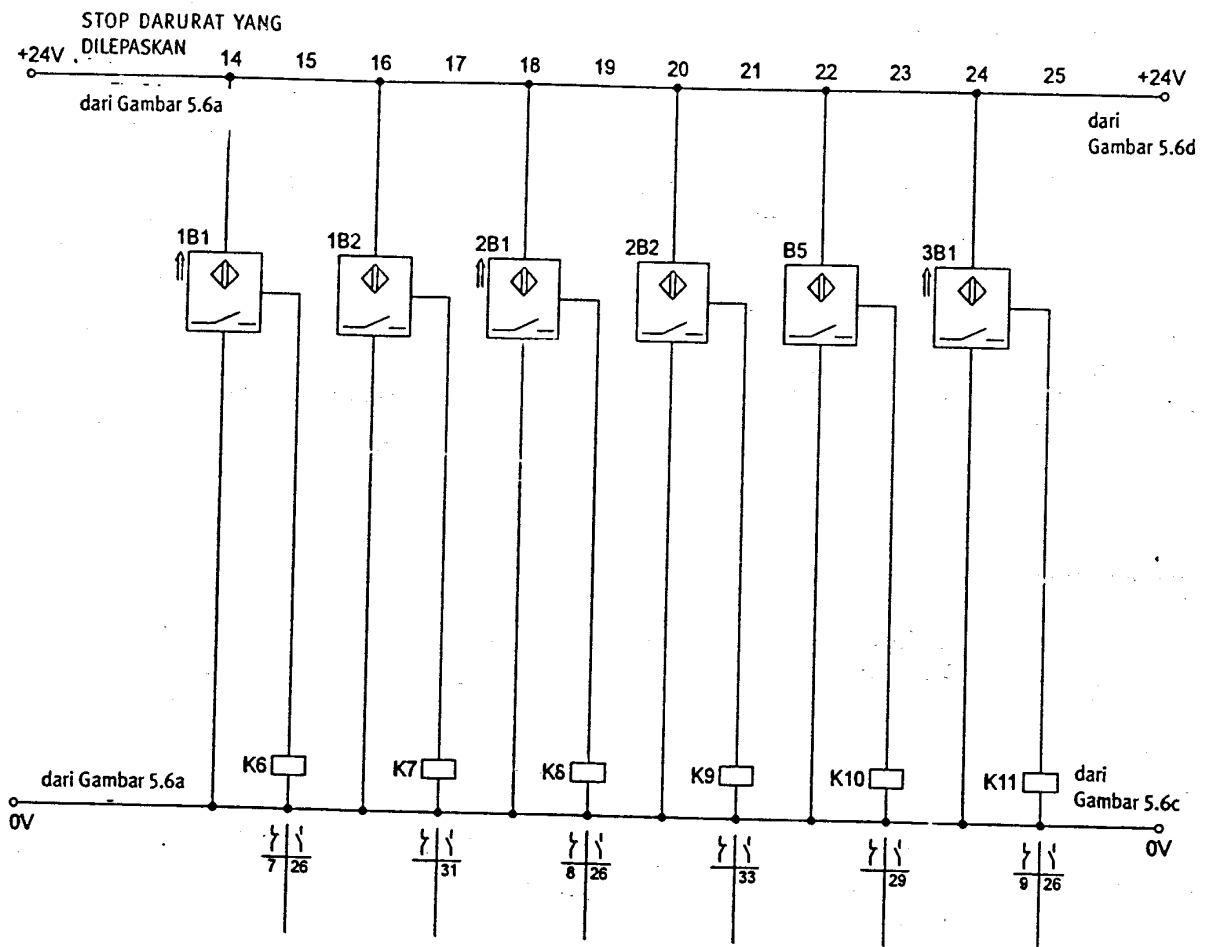 STOP DARURAT YANG
DILEPASKAN
+24V 14 15 16 17 18 19 20 21 22 23 24 25 +24V
dari Gambar 5.6a
dari
Gambar 5.6d
1B1 1B2 2B1 2B2 B5 3B1
K6 K7 K8 K9 K10 K11
dari Gambar 5.6a
dari
Gambar 5.6c
0V 0V
7 26 31 8 26 33 29 9 26